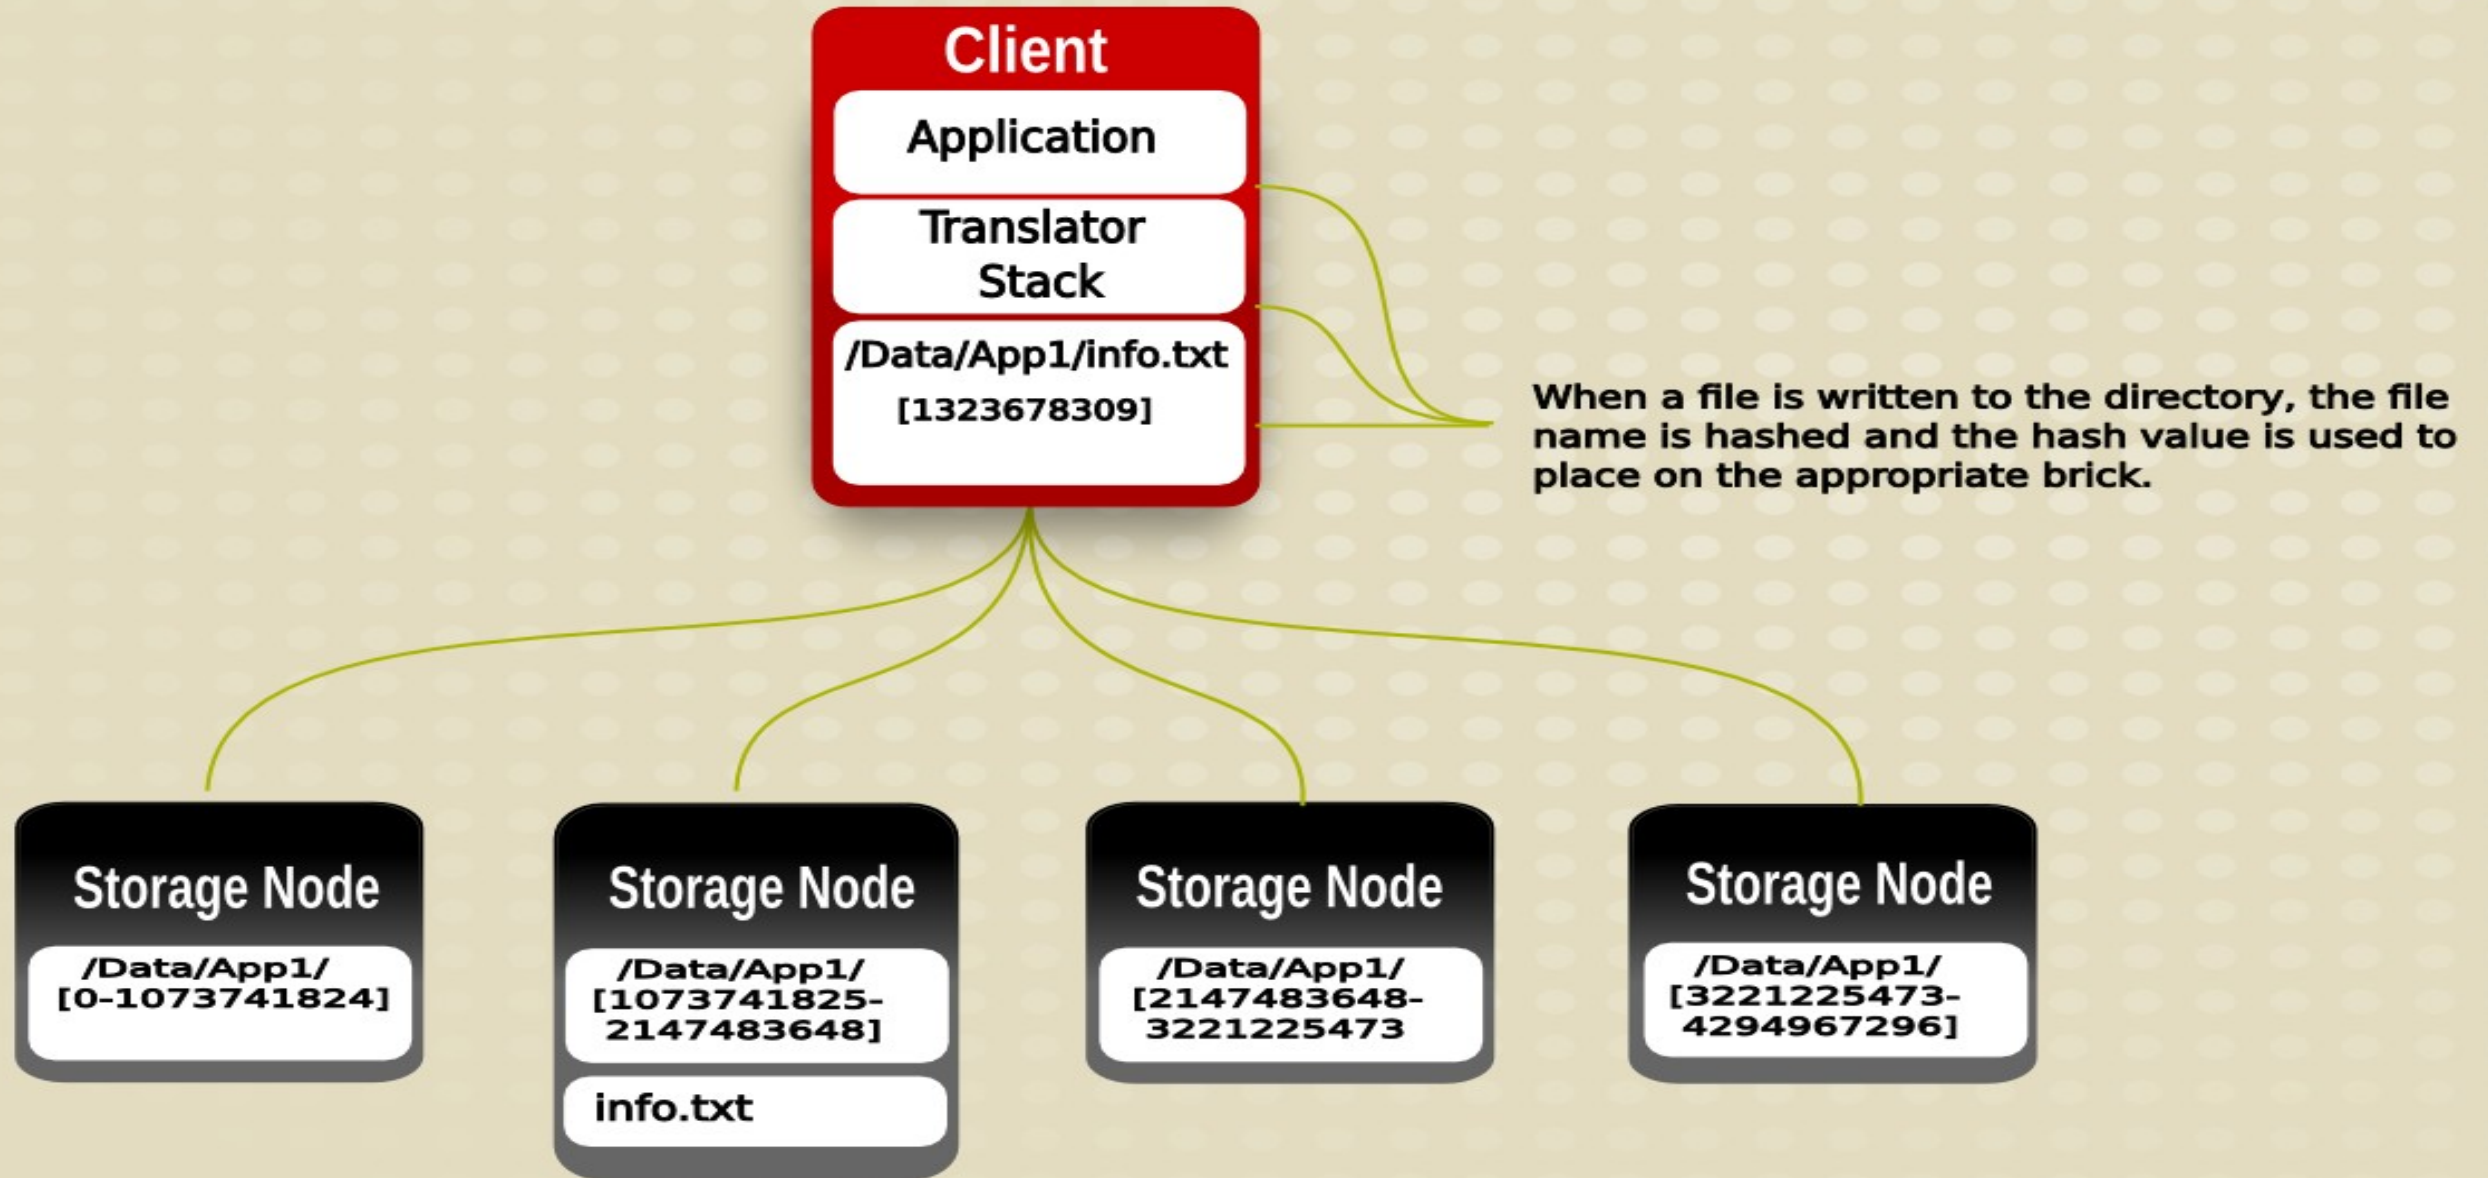 Client
Application
Translator
Stack
/Data/App1/info.txt
[1323678309]
When a file is written to the directory, the file
name is hashed and the hash value is used to
place on the appropriate brick.
Storage Node
/Data/App1/
[0-1073741824]
Storage Node
/Data/App1/
[1073741825-
2147483648]
info.txt
Storage Node
/Data/App1/
[2147483648-
3221225473
Storage Node
/Data/App1/
[3221225473-
4294967296]